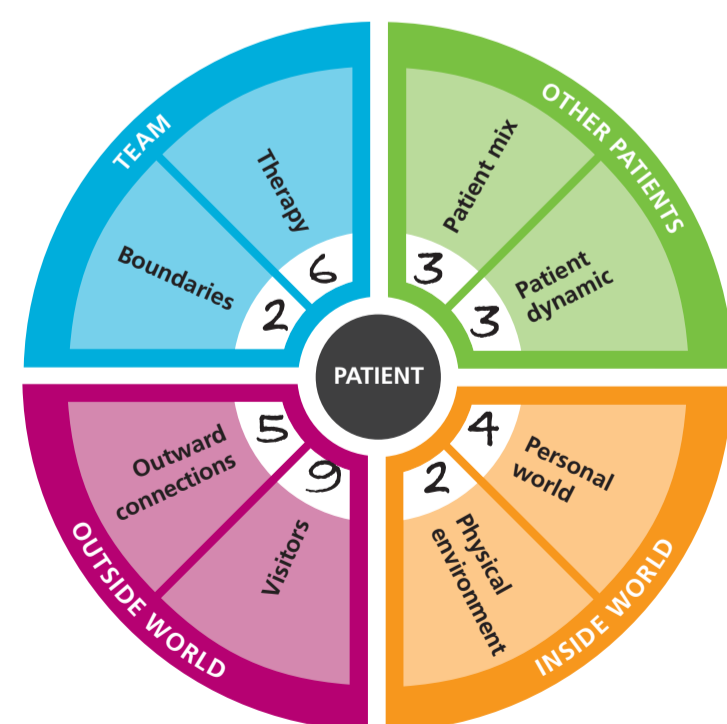 TEAM
Therapy
6
Boundaries
2
OTHER PATIENTS
Patient mix
3
Patient
dynamic
3
PATIENT
OUTSIDE WORLD
Outward
connections
5
Visitors
9
INSIDE WORLD
Personal
world
4
Physical
environment
2